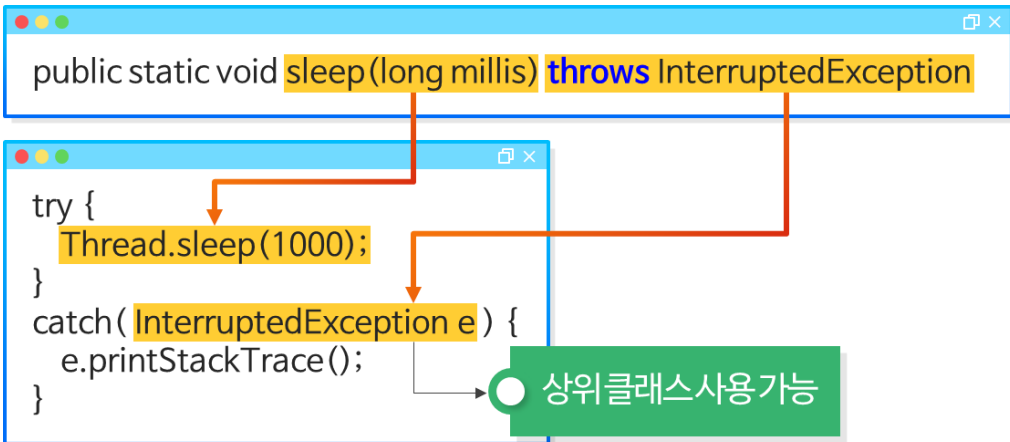 public static void sleep(long millis) throws InterruptedException
try {
Thread.sleep(1000);
}
catch( InterruptedException e ) {
e.printStackTrace();
}
상위 클래스 사용 가능